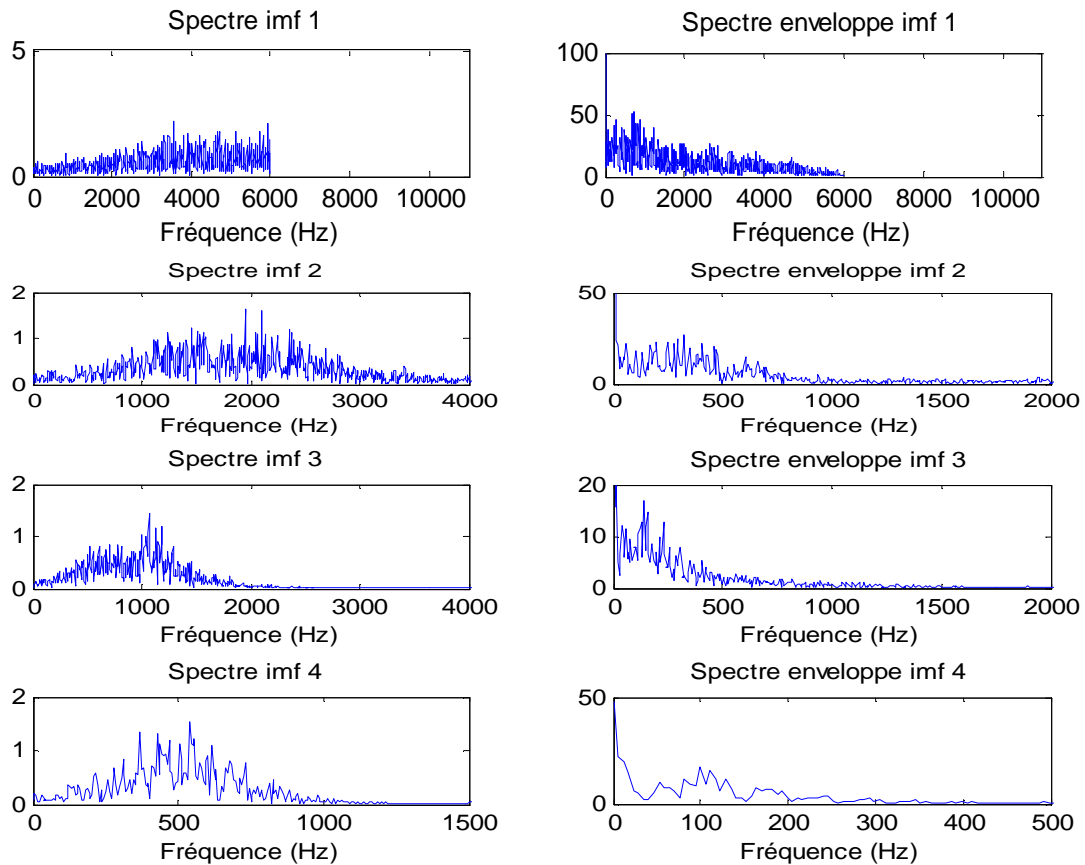 Spectre imf 1
5
0
0 2000 4000 6000 8000 10000
Fréquence (Hz)
Spectre enveloppe imf 1
100
50
0
0 2000 4000 6000 8000 10000
Fréquence (Hz)
Spectre imf 2
2
1
0
0 1000 2000 3000 4000
Fréquence (Hz)
Spectre enveloppe imf 2
50
0
0 500 1000 1500 2000
Fréquence (Hz)
Spectre imf 3
2
1
0
0 1000 2000 3000 4000
Fréquence (Hz)
Spectre enveloppe imf 3
20
10
0
0 500 1000 1500 2000
Fréquence (Hz)
Spectre imf 4
2
1
0
0 500 1000 1500
Fréquence (Hz)
Spectre enveloppe imf 4
50
0
0 100 200 300 400 500
Fréquence (Hz)